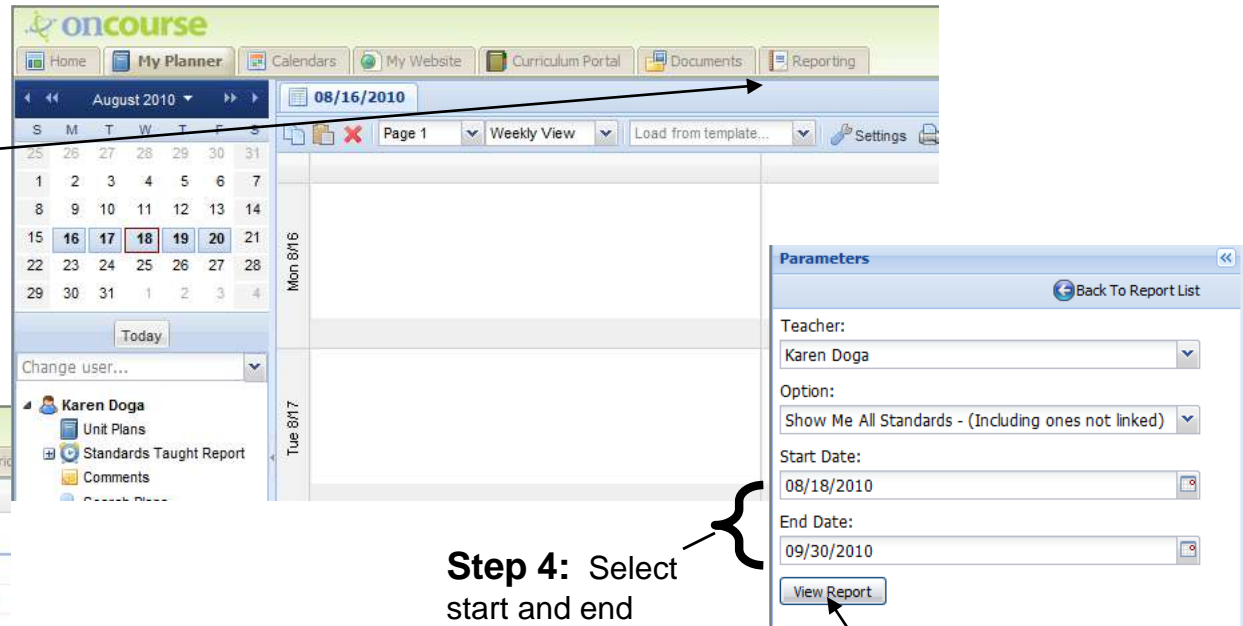 oncourse
Home My Planner Calendars My Website Curriculum Portal Documents Reporting
August 2010 08/16/2010
S M T W T F S Page 1 Weekly View Load from template... Settings
25 26 27 28 29 30 31
1 2 3 4 5 6 7
8 9 10 11 12 13 14
15 16 17 18 19 20 21
22 23 24 25 26 27 28
29 30 31 1 2 3 4
Mon 8/16
Today
Change user...
Karen Doga
Unit Plans
Standards Taught Report
Comments
Tue 8/17
Parameters
Back To Report List
Teacher:
Karen Doga
Option:
Show Me All Standards - (Including ones not linked)
Start Date:
08/18/2010
End Date:
09/30/2010
View Report
Step 4: Select
start and end